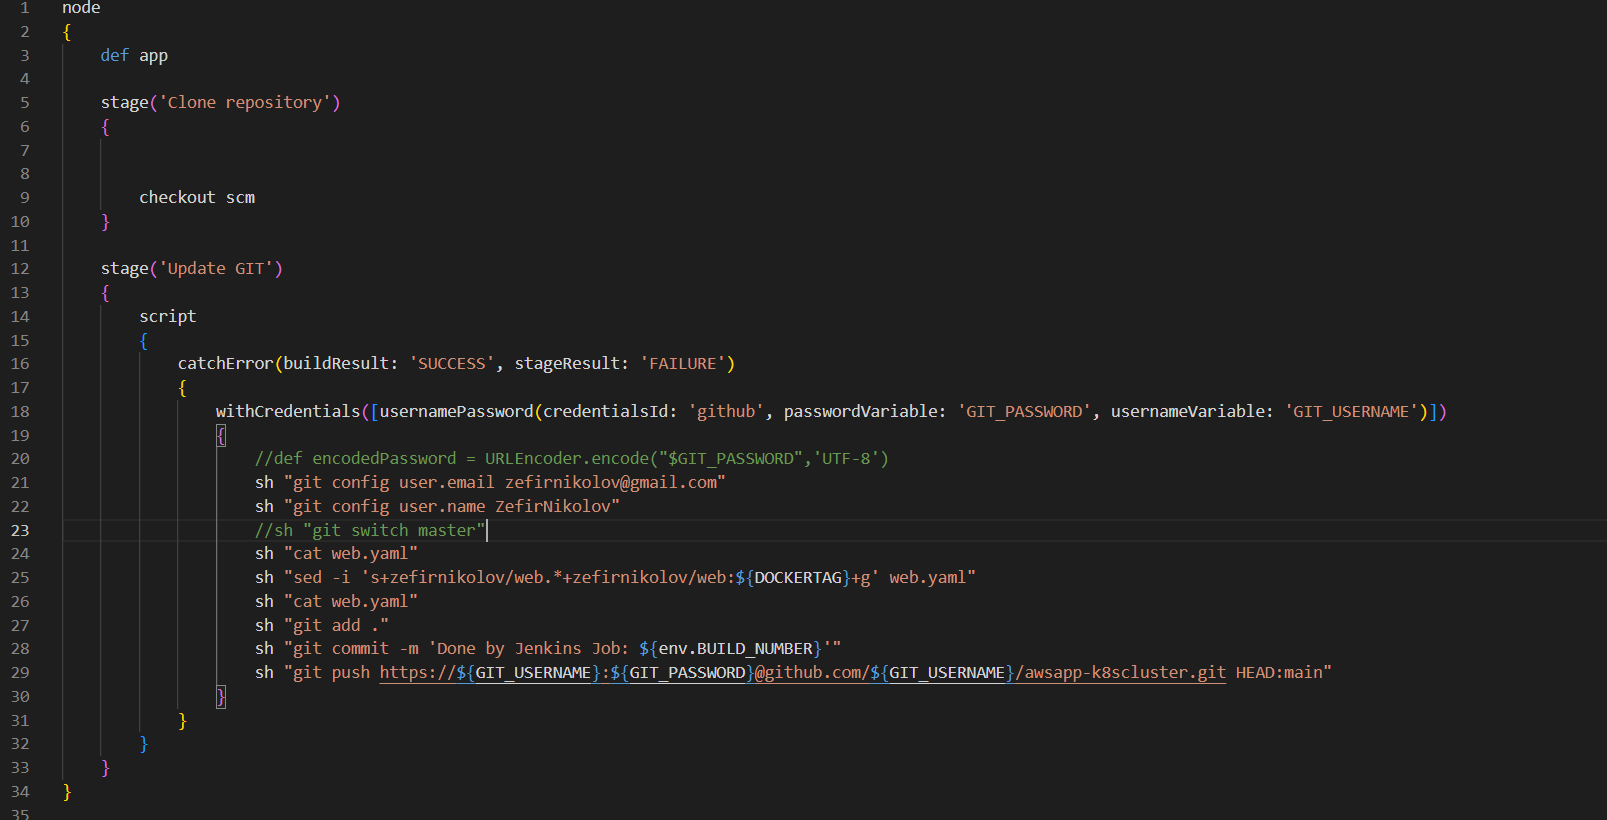 1 node
2 {
3     def app
4
5     stage('Clone repository')
6     {
7
8
9         checkout scm
10     }
11
12     stage('Update GIT')
13     {
14         script
15         {
16             catchError(buildResult: 'SUCCESS', stageResult: 'FAILURE')
17             {
18                 withCredentials([usernamePassword(credentialsId: 'github', passwordVariable: 'GIT_PASSWORD', usernameVariable: 'GIT_USERNAME')])
19                 {
20                     //def encodedPassword = URLEncoder.encode("$GIT_PASSWORD",'UTF-8')
21                     sh "git config user.email zefirnikolov@gmail.com"
22                     sh "git config user.name ZefirNikolov"
23                     //sh "git switch master"
24                     sh "cat web.yaml"
25                     sh "sed -i 's+zefirnikolov/web.*+zefirnikolov/web:${DOCKERTAG}+g' web.yaml"
26                     sh "cat web.yaml"
27                     sh "git add ."
28                     sh "git commit -m 'Done by Jenkins Job: ${env.BUILD_NUMBER}'"
29                     sh "git push https://${GIT_USERNAME}:${GIT_PASSWORD}@github.com/${GIT_USERNAME}/awsapp-k8scluster.git HEAD:main"
30                 }
31             }
32         }
33     }
34 }
35